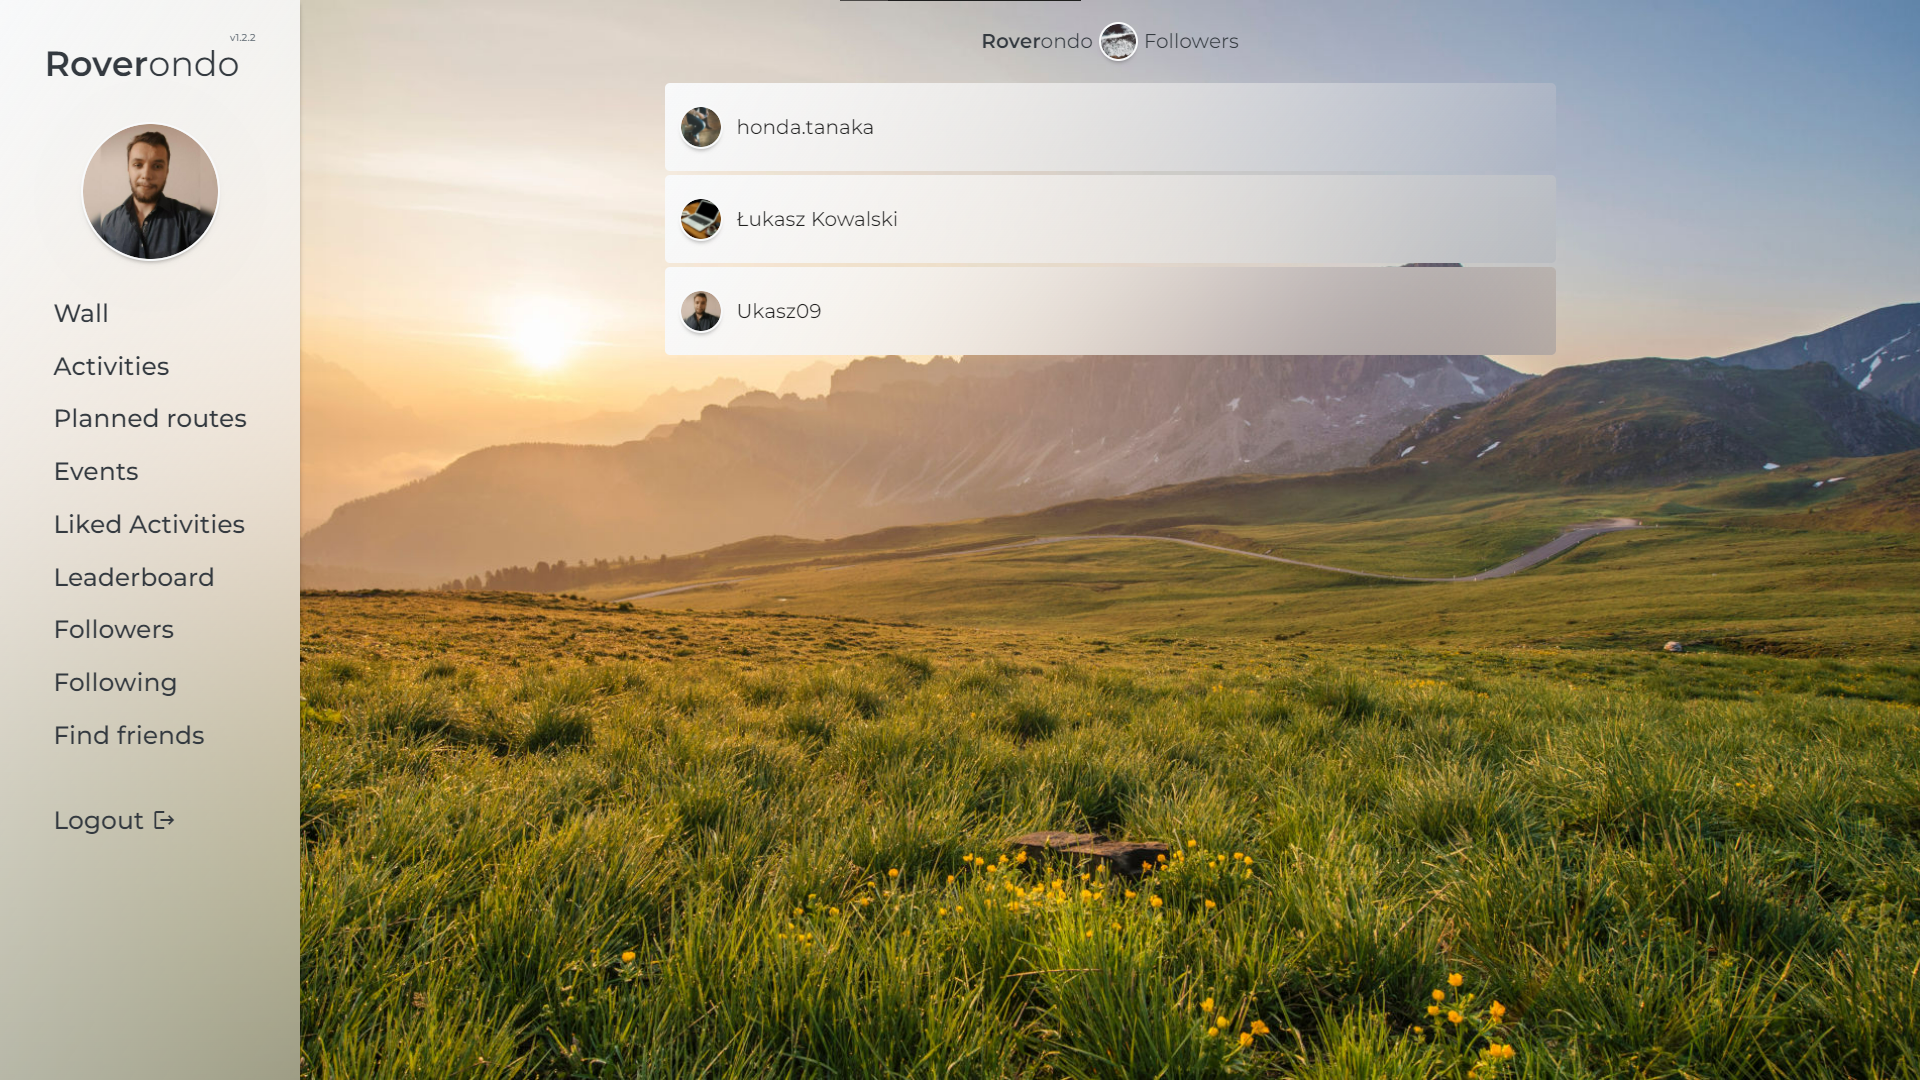 v1.2.2
Roverondo
Wall
Activities
Planned routes
Events
Liked Activities
Leaderboard
Followers
Following
Find friends
Logout
Roverondo Followers
honda.tanaka
Łukasz Kowalski
Ukasz09